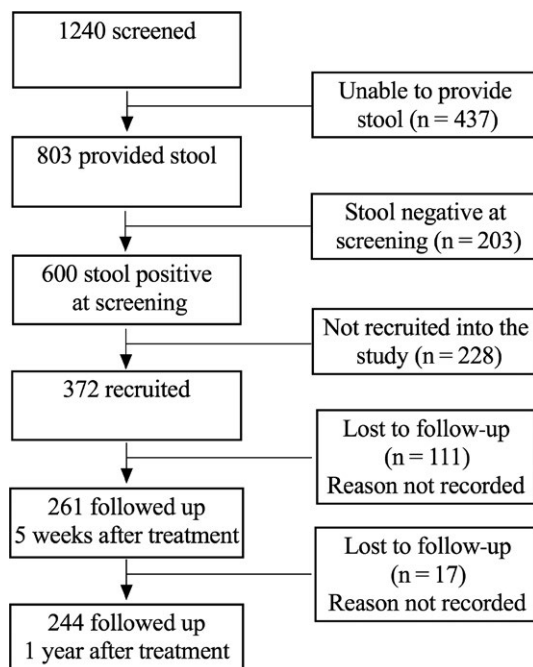 1240 screened
Unable to provide
stool (n = 437)
803 provided stool
Stool negative at
screening (n = 203)
600 stool positive
at screening
Not recruited into the
study (n = 228)
372 recruited
Lost to follow-up
(n = 111)
Reason not recorded
261 followed up
5 weeks after treatment
Lost to follow-up
(n = 17)
Reason not recorded
244 followed up
1 year after treatment